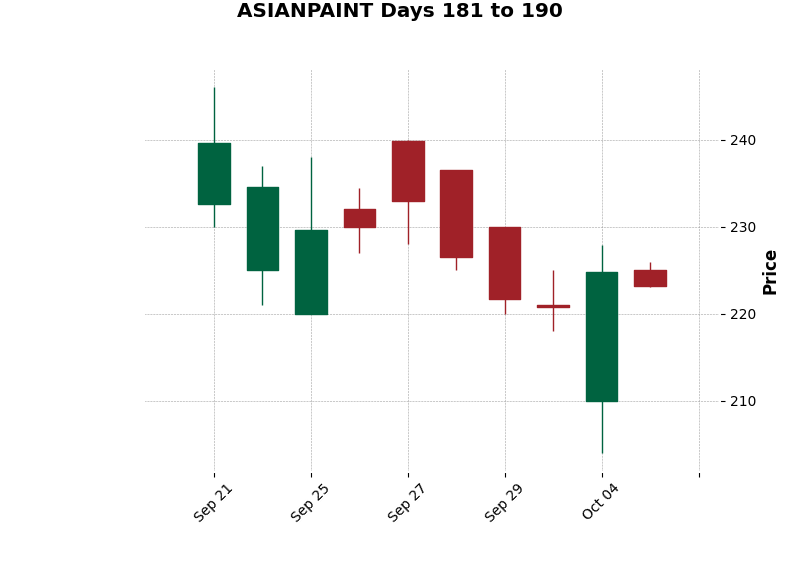 ASIANPAINT Days 181 to 190
240
230
220
210
Price
Sep 21
Sep 25
Sep 27
Sep 29
Oct 04